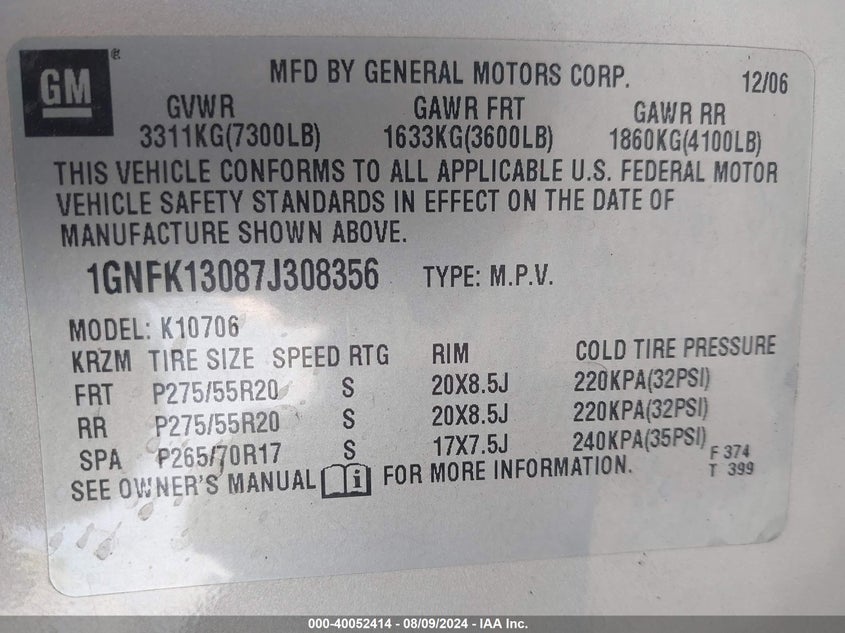 GM ®
MFD BY GENERAL MOTORS CORP. 12/06
GVWR GAWR FRT GAWR RR
3311KG(7300LB) 1633KG(3600LB) 1860KG(4100LB)
THIS VEHICLE CONFORMS TO ALL APPLICABLE U.S. FEDERAL MOTOR
VEHICLE SAFETY STANDARDS IN EFFECT ON THE DATE OF
MANUFACTURE SHOWN ABOVE.
1GNFK13087J308356 TYPE: M.P.V.
MODEL: K10706
KRZM TIRE SIZE SPEED RTG RIM COLD TIRE PRESSURE
FRT P275/55R20 S 20X8.5J 220KPA(32PSI)
RR P275/55R20 S 20X8.5J 220KPA(32PSI)
SPA P265/70R17 S 17X7.5J 240KPA(35PSI) F 374
SEE OWNER'S MANUAL i FOR MORE INFORMATION. T 399
000-40052414 - 08/09/2024 - IAA Inc.